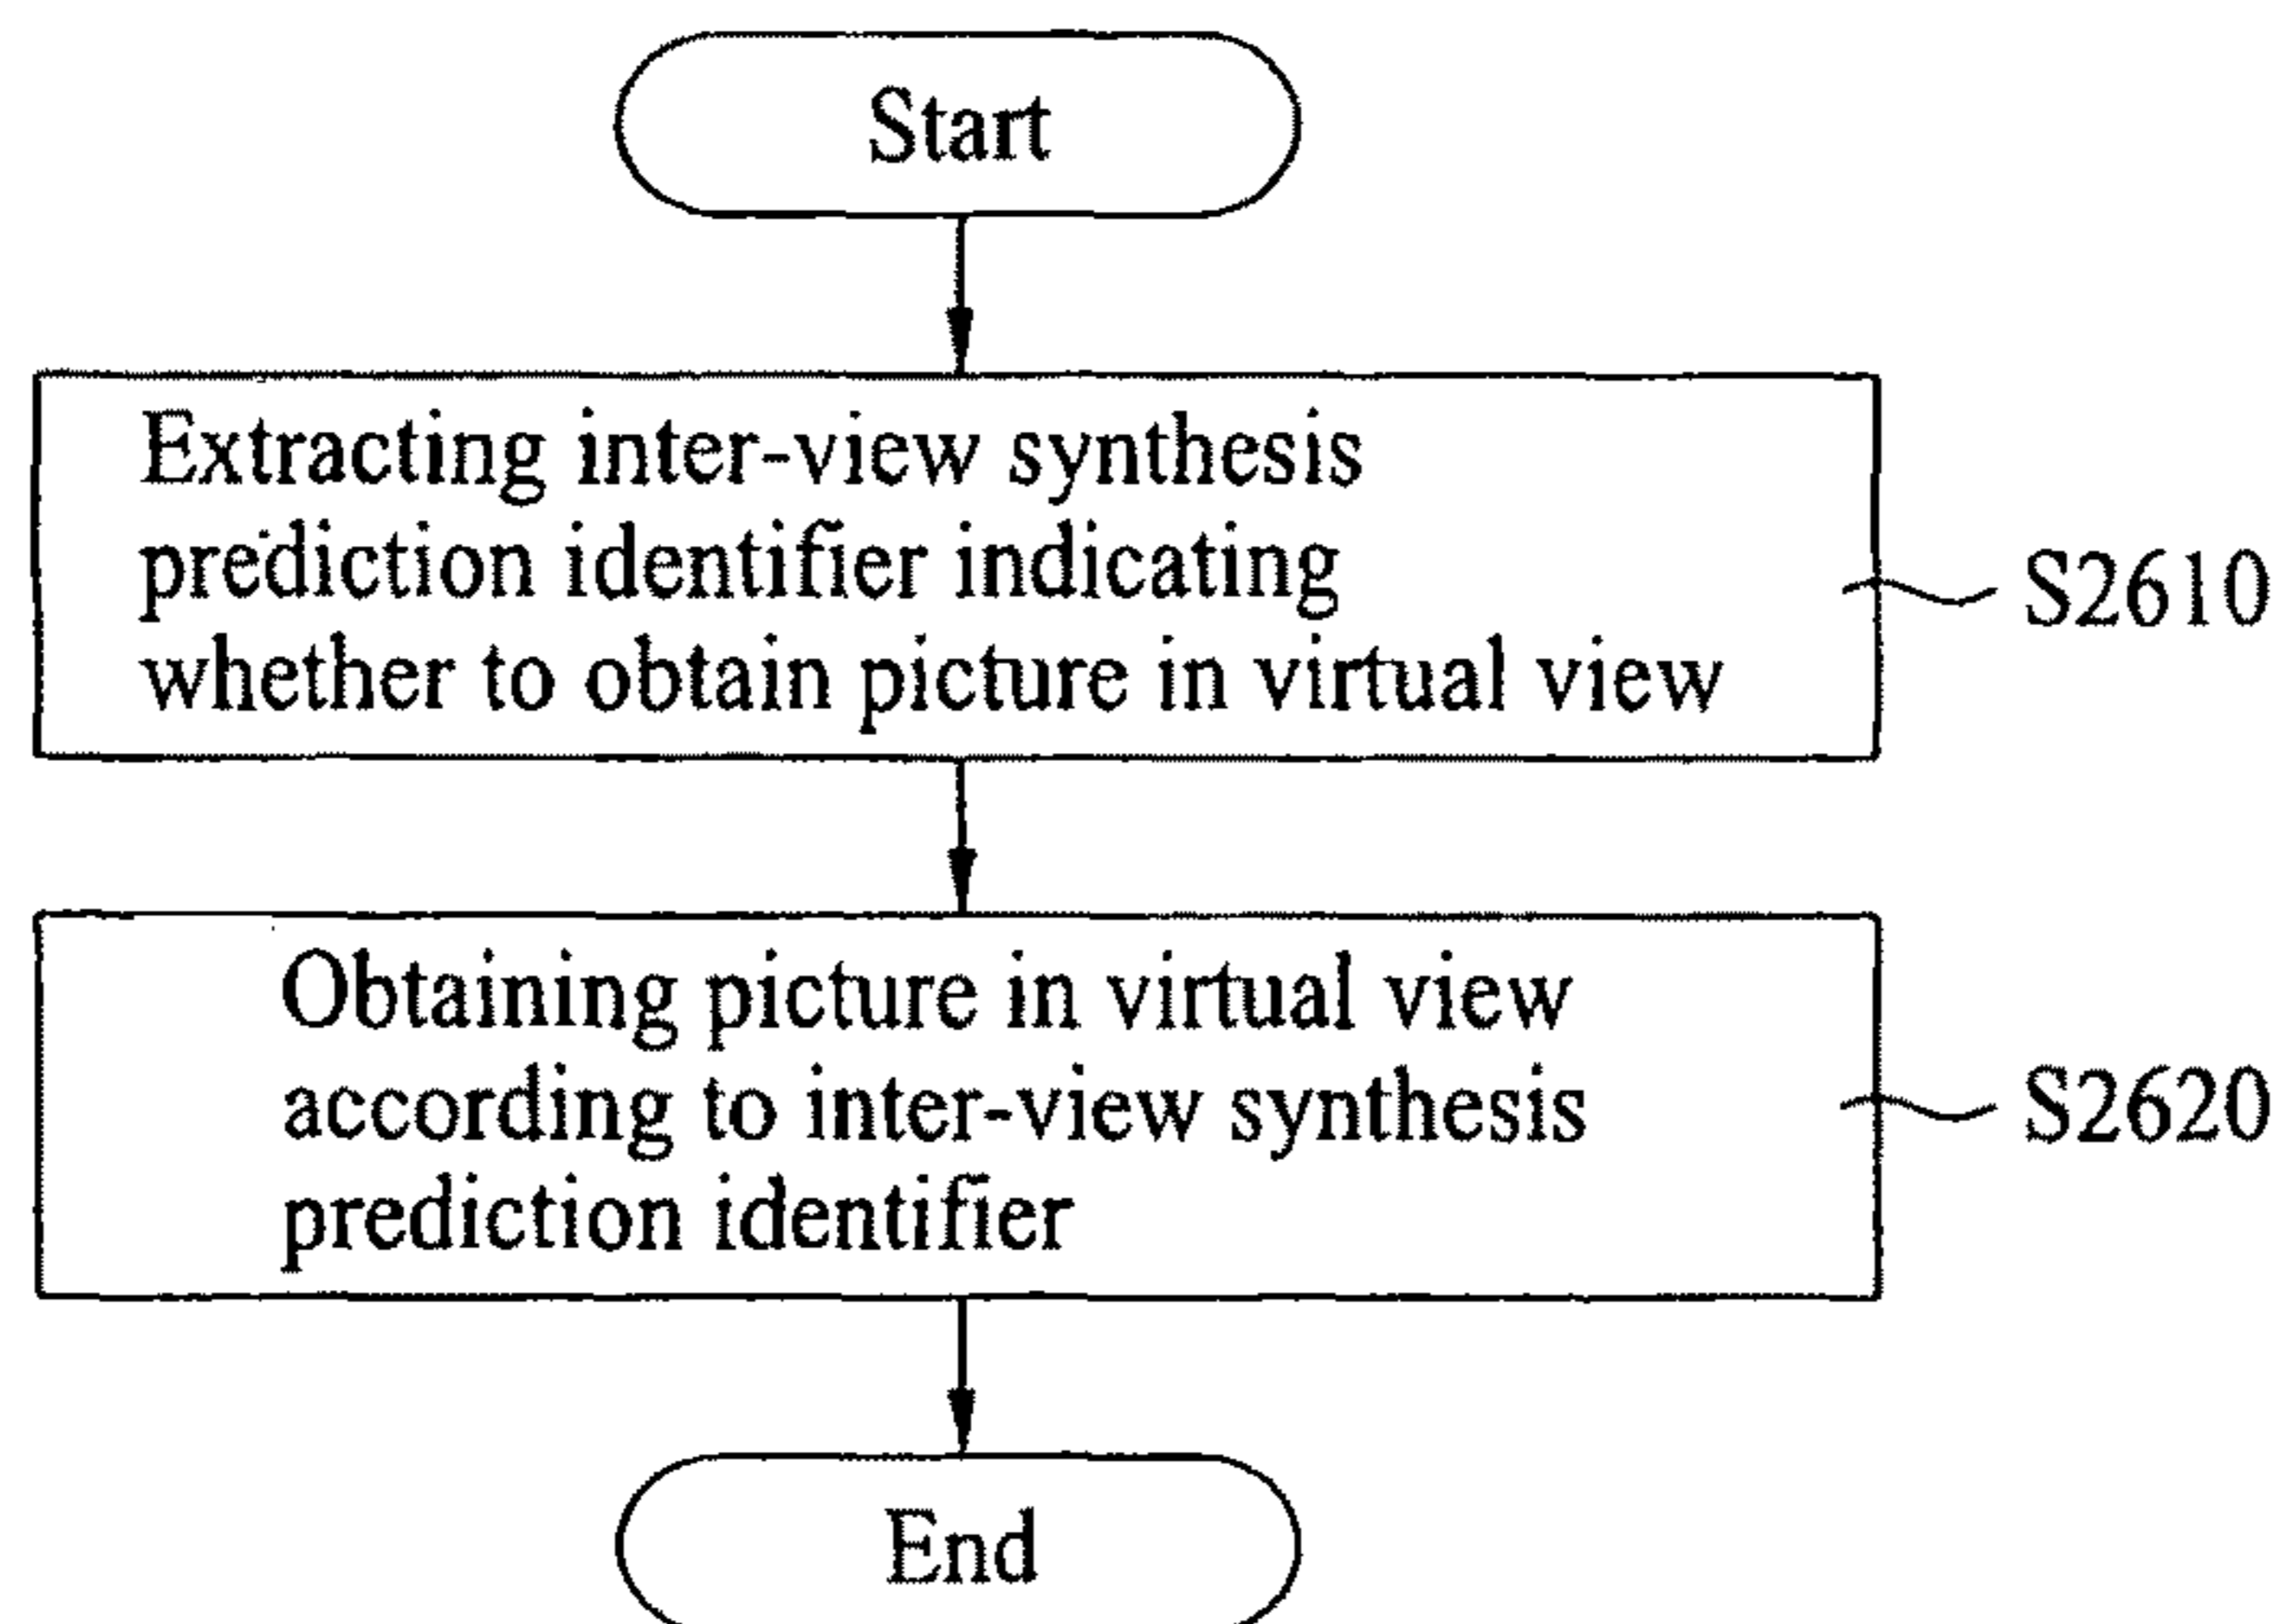 Start
Extracting inter-view synthesis
prediction identifier indicating
whether to obtain picture in virtual view
S2610
Obtaining picture in virtual view
according to inter-view synthesis
prediction identifier
S2620
End